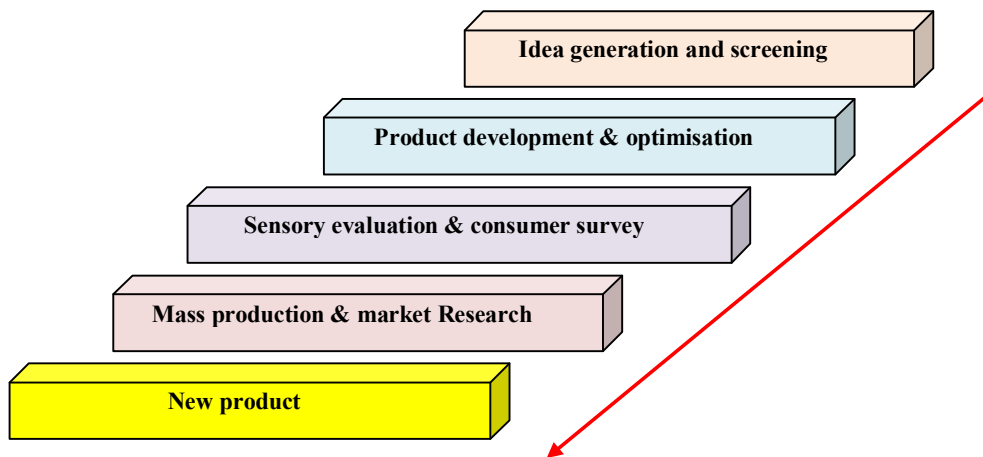 Idea generation and screening
Product development & optimisation
Sensory evaluation & consumer survey
Mass production & market Research
New product